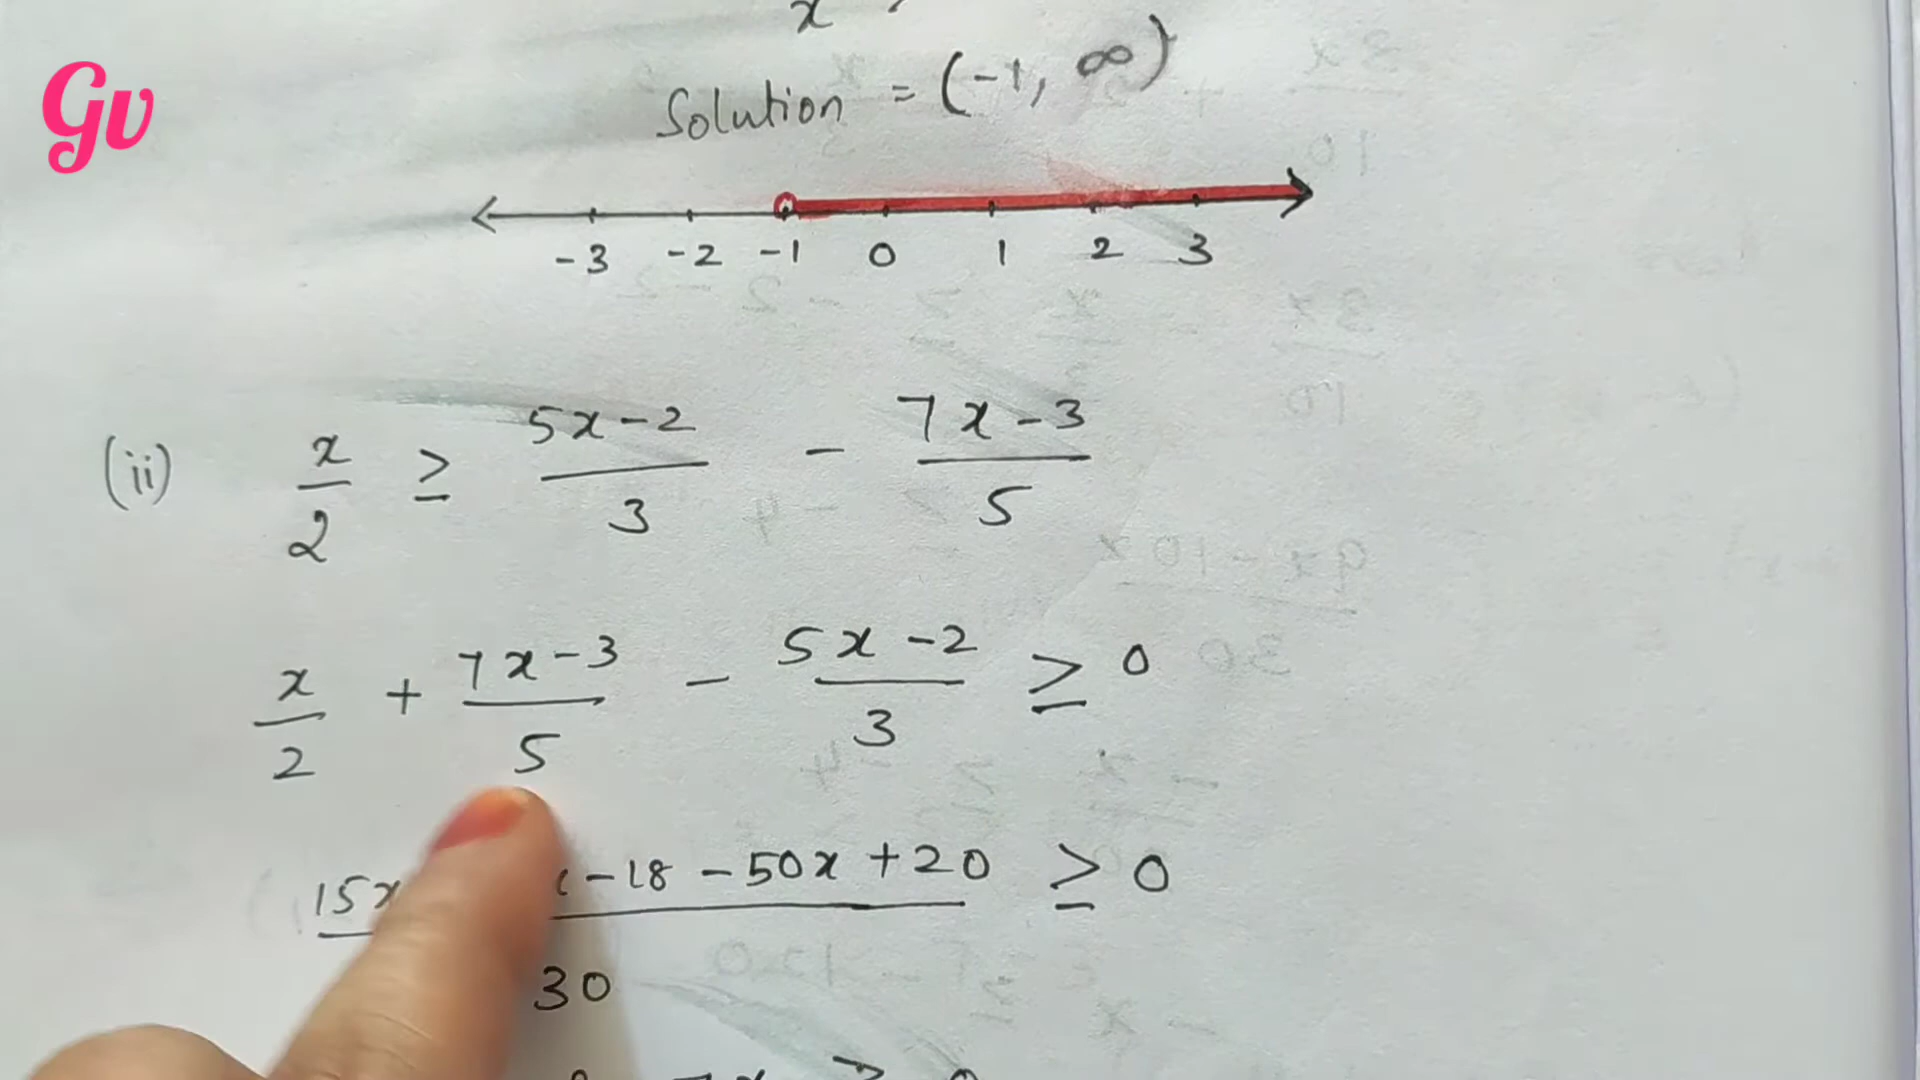 Gv
x
Solution = (-1, ∞)
-3 -2 -1 0 1 2 3
(ii) x/2 ≥ (5x-2)/3 - (7x-3)/5
x/2 + (7x-3)/5 - (5x-2)/3 ≥ 0
15x -18 -50x +20 ≥ 0
30